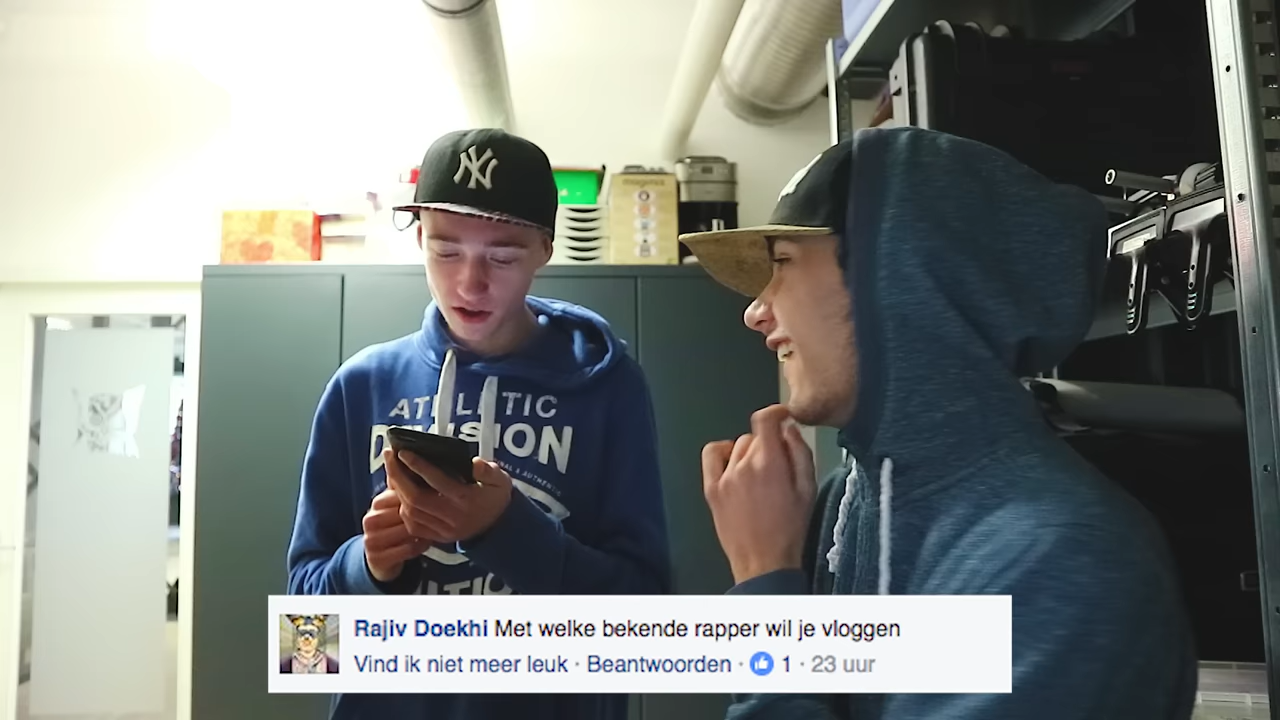 NY
ATHLETIC
DIVISION
Rajiv Doekhi Met welke bekende rapper wil je vloggen
Vind ik niet meer leuk · Beantwoorden · 1 · 23 uur